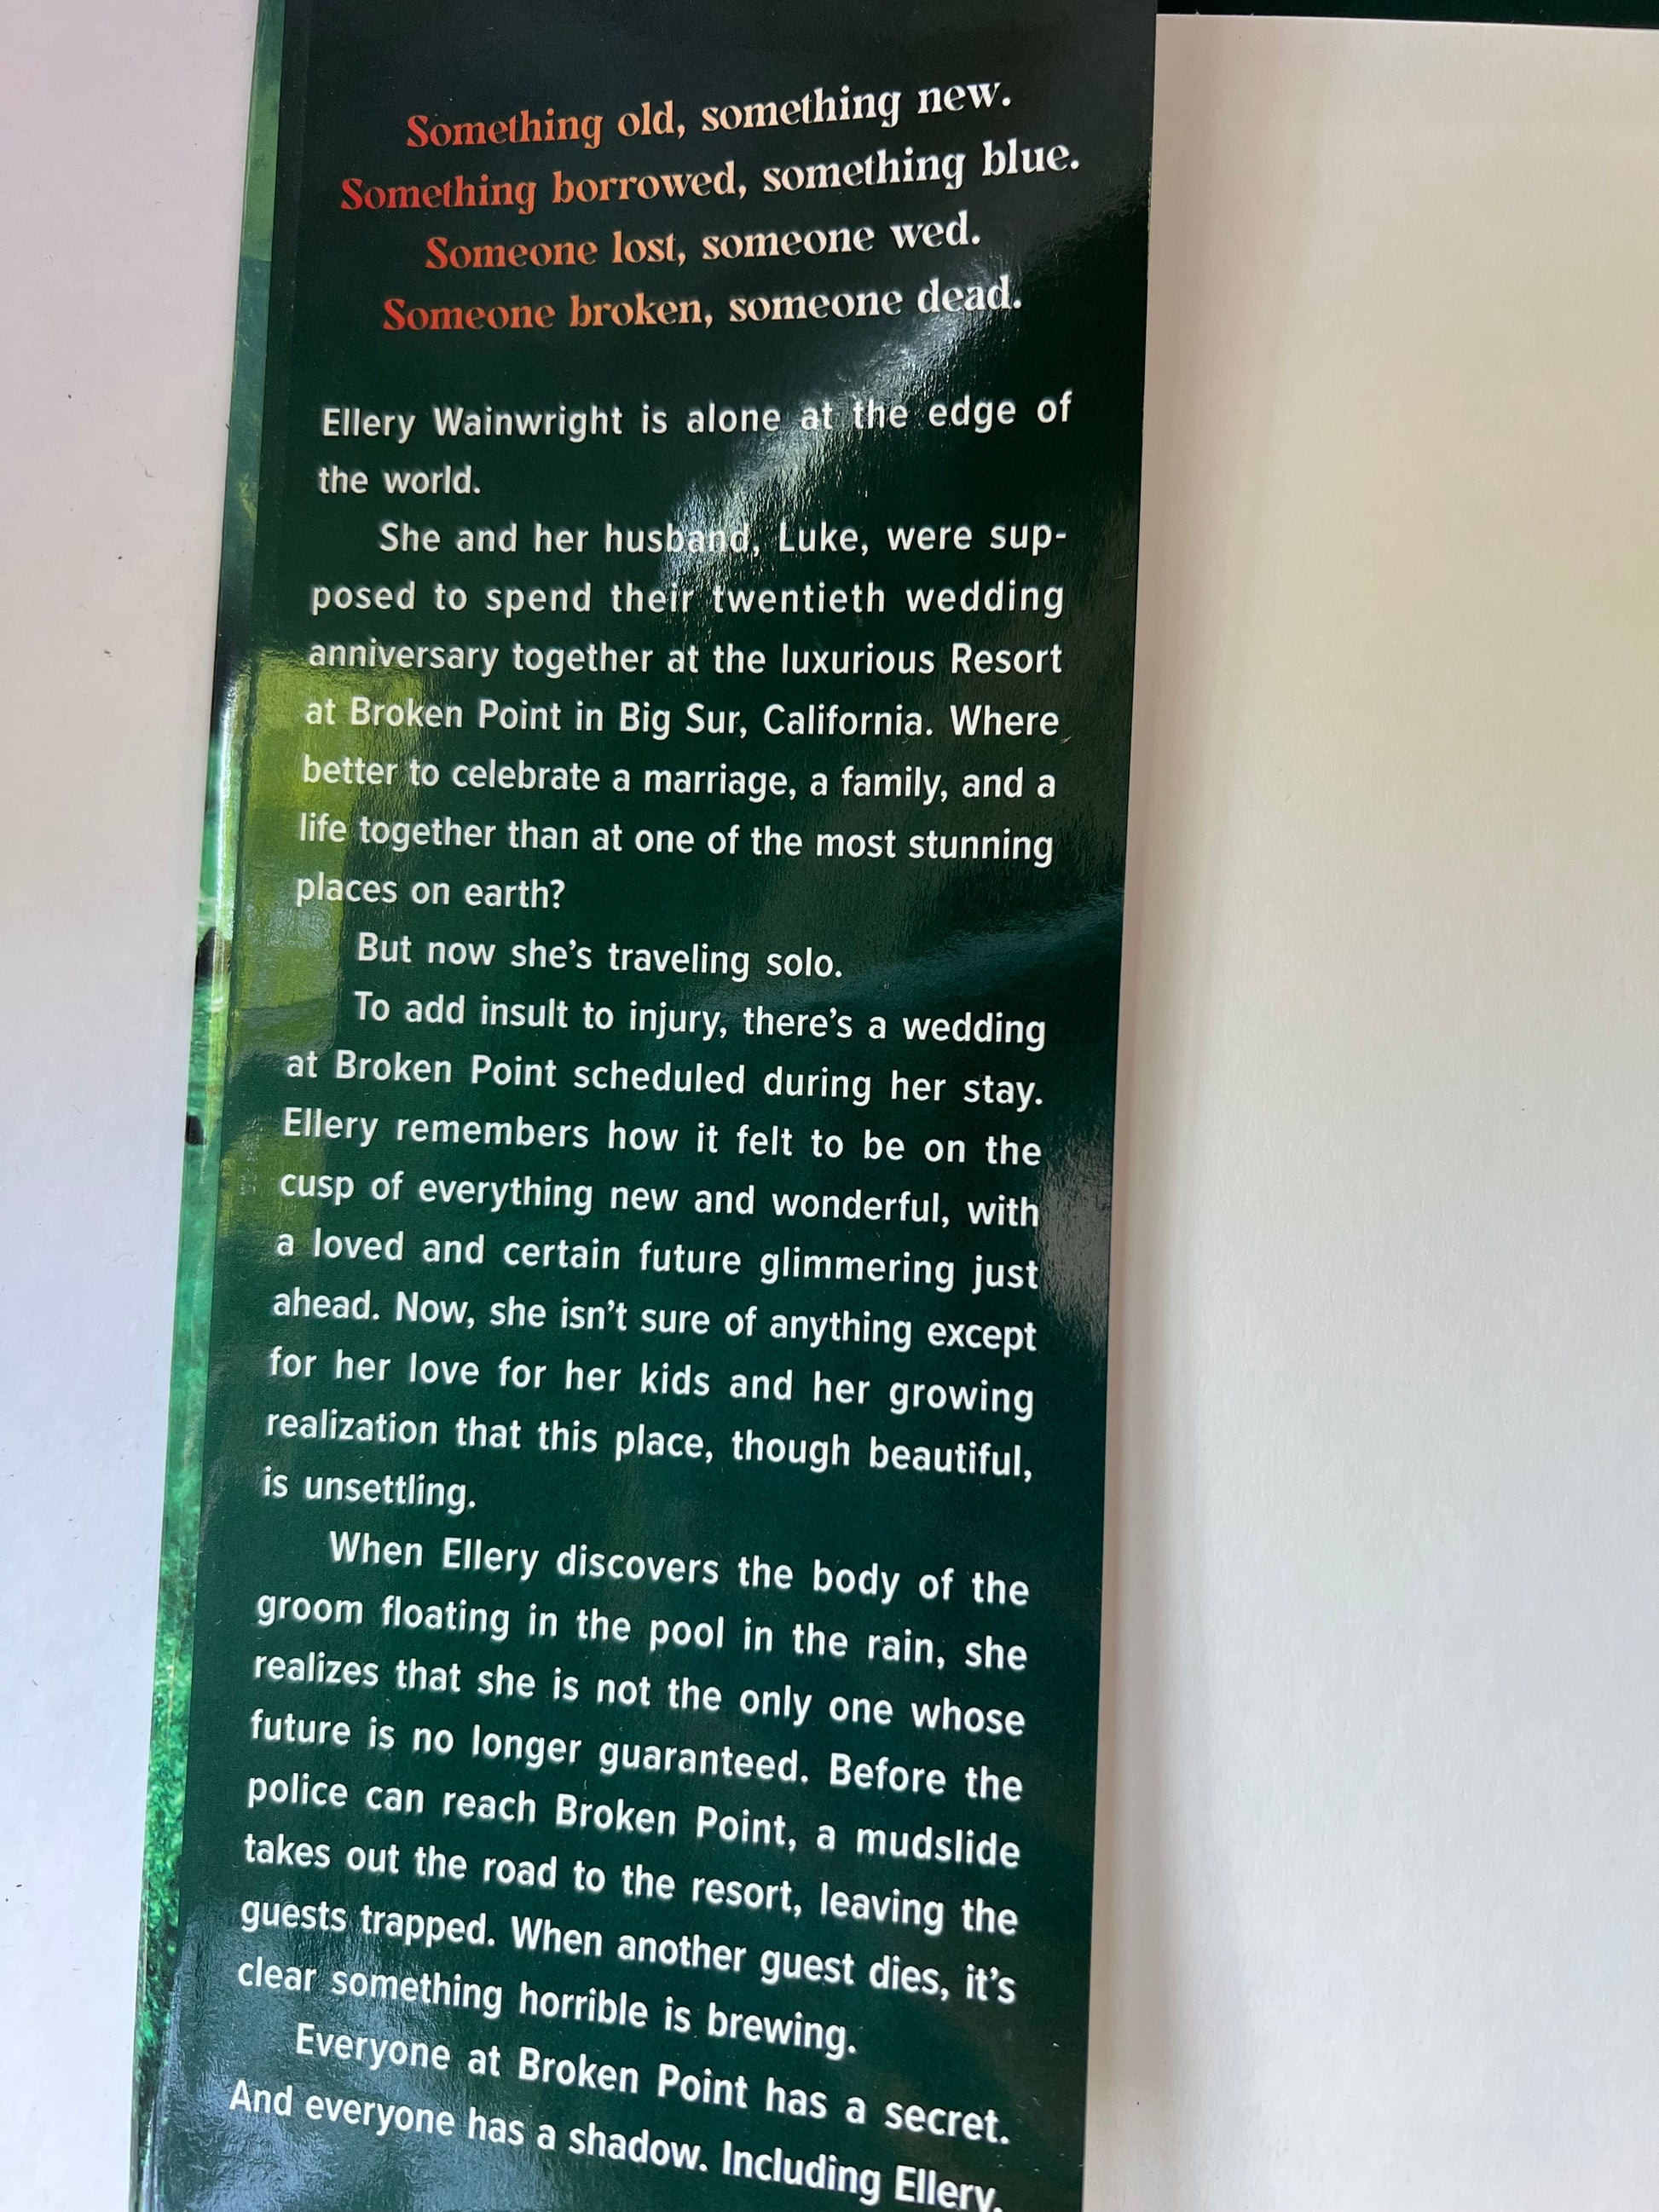 Something old, something new.
Something borrowed, something blue.
Someone lost, someone wed.
Someone broken, someone dead.
Ellery Wainwright is alone at the edge of
the world.
She and her husband, Luke, were sup-
posed to spend their twentieth wedding
anniversary together at the luxurious Resort
at Broken Point in Big Sur, California. Where
better to celebrate a marriage, a family, and a
life together than at one of the most stunning
places on earth?
But now she's traveling solo.
To add insult to injury, there's a wedding
at Broken Point scheduled during her stay.
Ellery remembers how it felt to be on the
cusp of everything new and wonderful, with
a loved and certain future glimmering just
ahead. Now, she isn't sure of anything except
for her love for her kids and her growing
realization that this place, though beautiful,
is unsettling.
When Ellery discovers the body of the
groom floating in the pool in the rain, she
realizes that she is not the only one whose
future is no longer guaranteed. Before the
police can reach Broken Point, a mudslide
takes out the road to the resort, leaving the
guests trapped. When another guest dies, it's
clear something horrible is brewing.
Everyone at Broken Point has a secret.
And everyone has a shadow. Including Ellery.